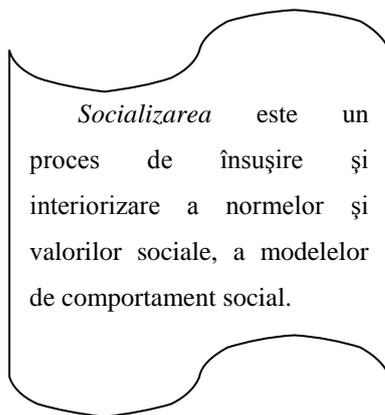 Socializarea este un
proces de însuşire şi
interiorizare a normelor şi
valorilor sociale, a modelelor
de comportament social.